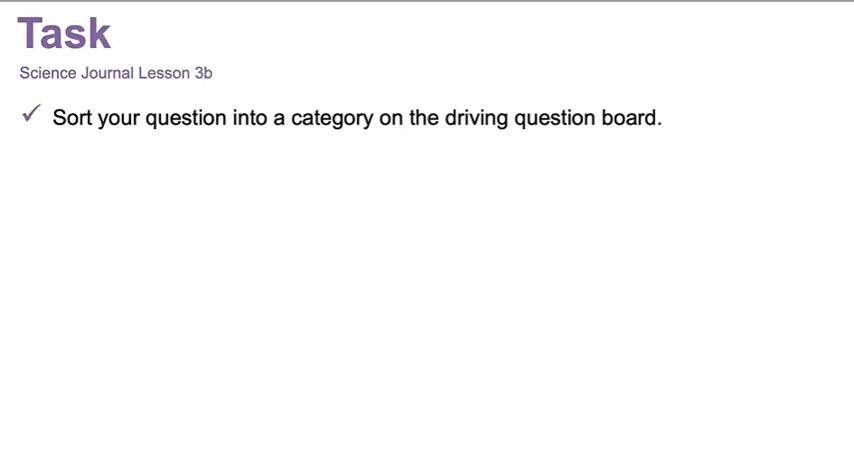 Task
Science Journal Lesson 3b
✓ Sort your question into a category on the driving question board.